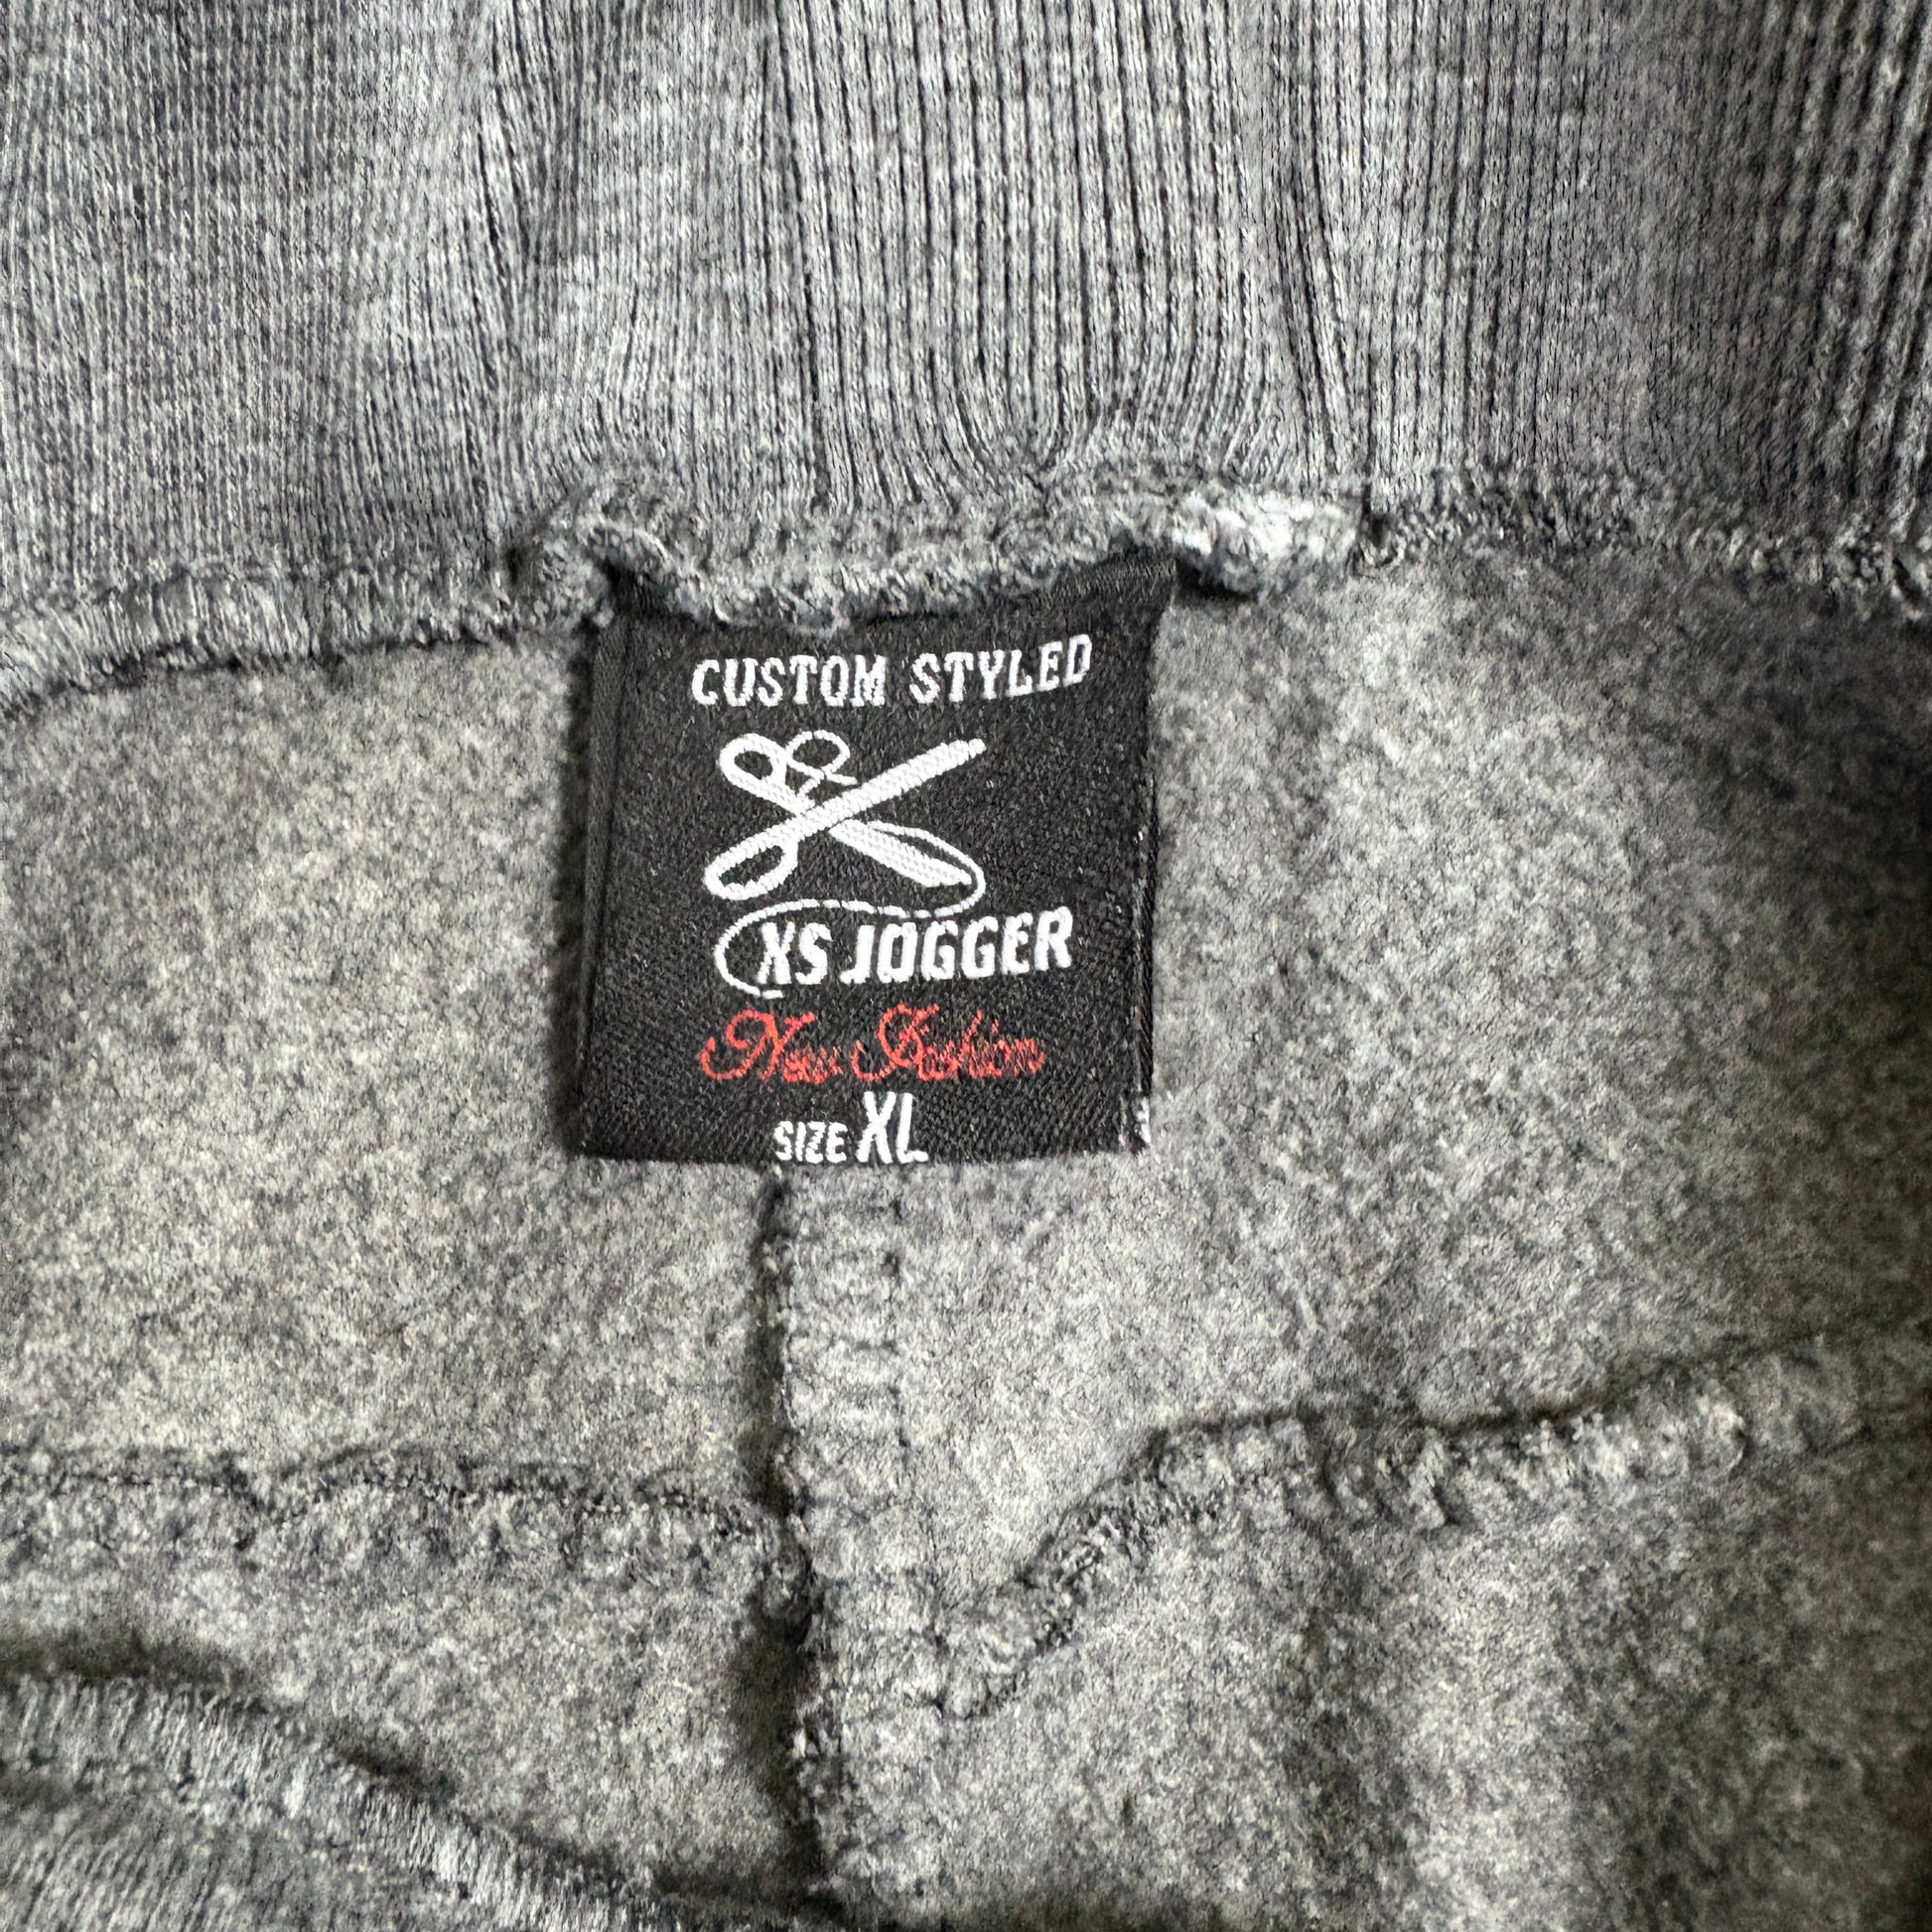 CUSTOM STYLED
XS JOGGER
New Fashion
SIZE XL